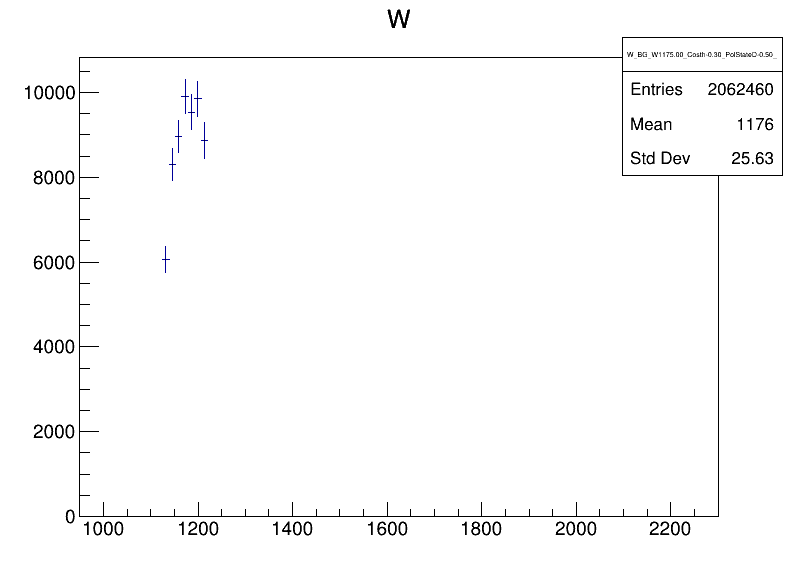 W
W_BG_W1175.00_Costh-0.30_PolStateD-0.50_
Entries 2062460
Mean 1176
Std Dev 25.63
10000
8000
6000
4000
2000
0
1000 1200 1400 1600 1800 2000 2200